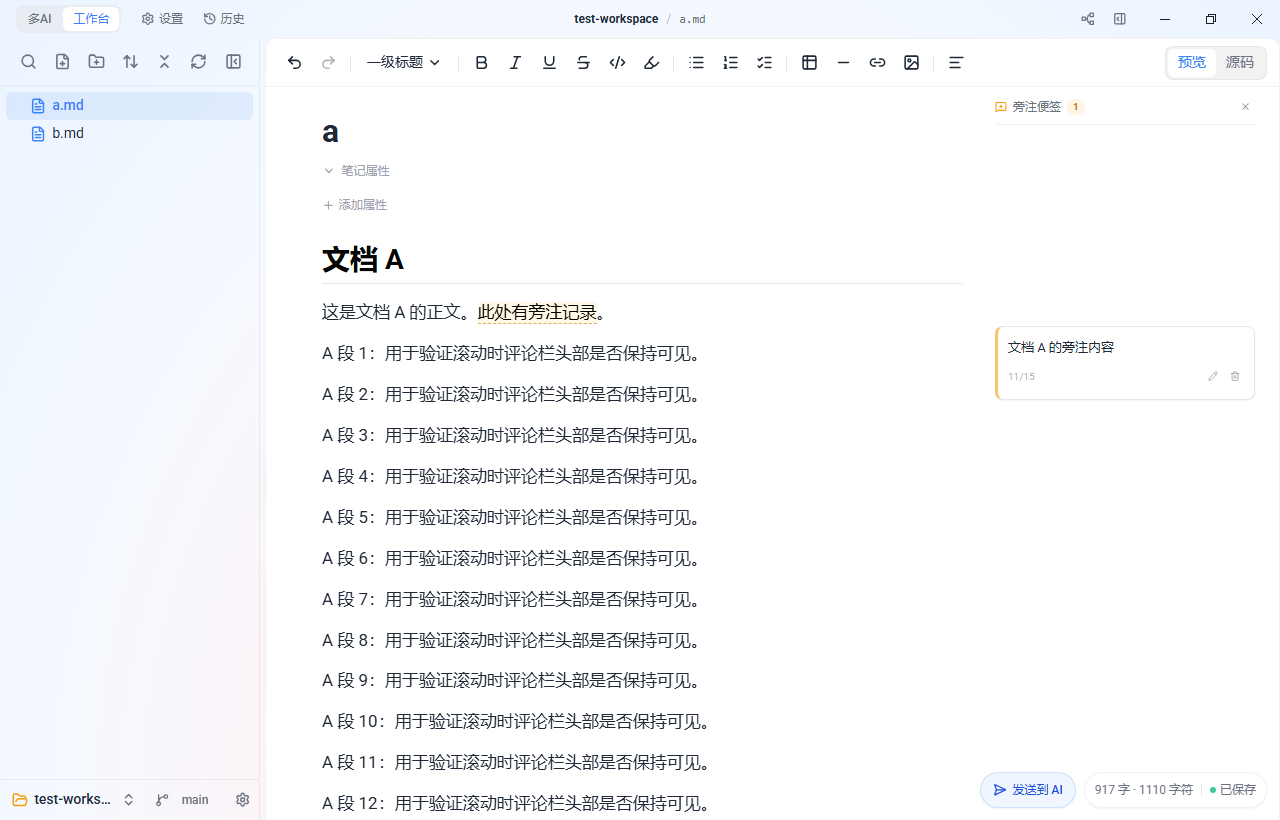 多AI 工作台 设置 历史 test-workspace / a.md
一级标题 预览 源码
a.md
b.md
旁注便签 1
a
笔记属性
添加属性
文档 A
这是文档 A 的正文。此处有旁注记录。
A 段 1：用于验证滚动时评论栏头部是否保持可见。
文档 A 的旁注内容
11/15
A 段 2：用于验证滚动时评论栏头部是否保持可见。
A 段 3：用于验证滚动时评论栏头部是否保持可见。
A 段 4：用于验证滚动时评论栏头部是否保持可见。
A 段 5：用于验证滚动时评论栏头部是否保持可见。
A 段 6：用于验证滚动时评论栏头部是否保持可见。
A 段 7：用于验证滚动时评论栏头部是否保持可见。
A 段 8：用于验证滚动时评论栏头部是否保持可见。
A 段 9：用于验证滚动时评论栏头部是否保持可见。
A 段 10：用于验证滚动时评论栏头部是否保持可见。
A 段 11：用于验证滚动时评论栏头部是否保持可见。
A 段 12：用于验证滚动时评论栏头部是否保持可见。
test-works... main
发送到 AI 917 字 · 1110 字符 已保存